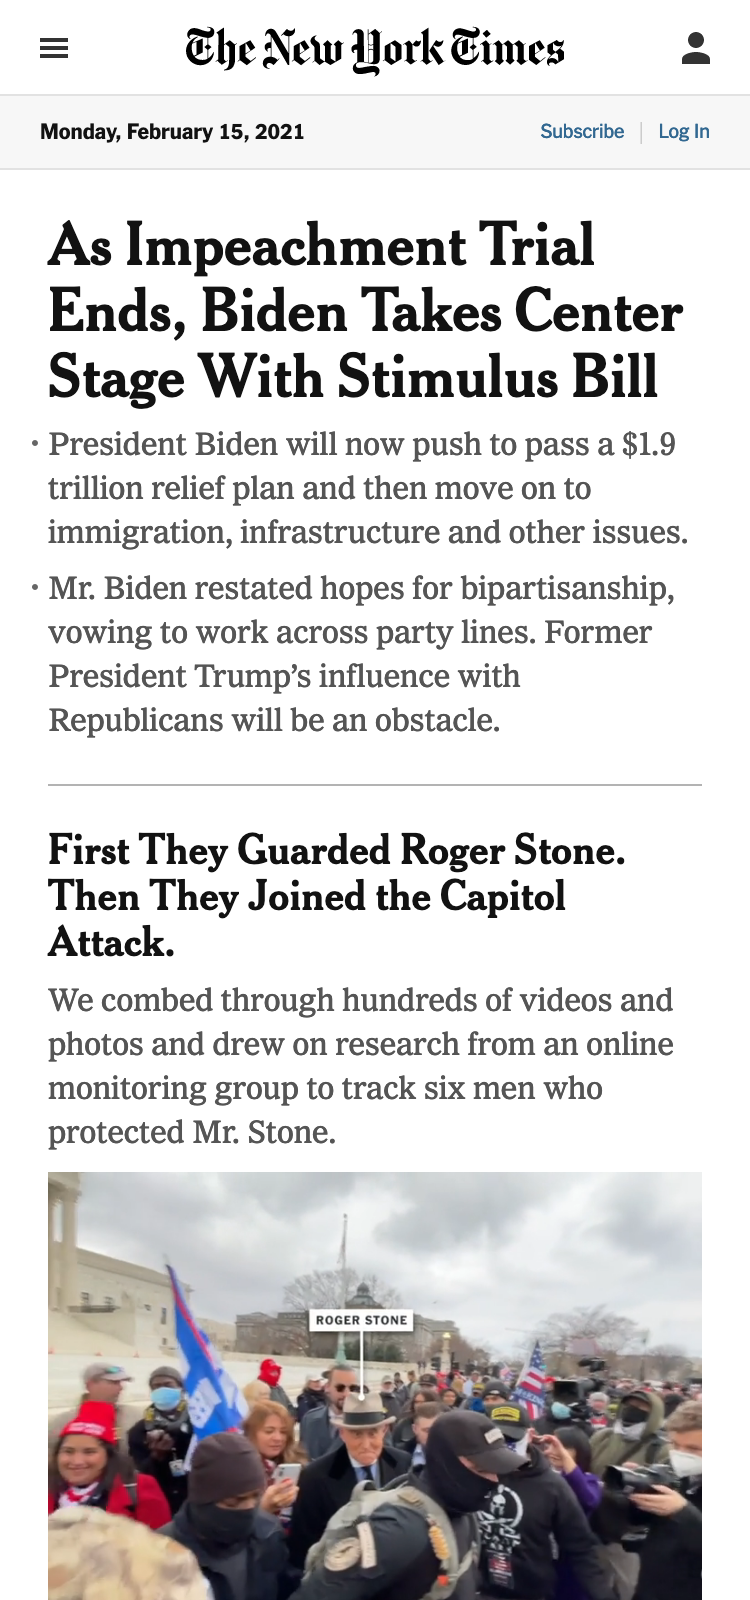 The New York Times
Monday, February 15, 2021
Subscribe | Log In
As Impeachment Trial
Ends, Biden Takes Center
Stage With Stimulus Bill
• President Biden will now push to pass a $1.9
trillion relief plan and then move on to
immigration, infrastructure and other issues.
• Mr. Biden restated hopes for bipartisanship,
vowing to work across party lines. Former
President Trump’s influence with
Republicans will be an obstacle.
First They Guarded Roger Stone.
Then They Joined the Capitol
Attack.
We combed through hundreds of videos and
photos and drew on research from an online
monitoring group to track six men who
protected Mr. Stone.
ROGER STONE